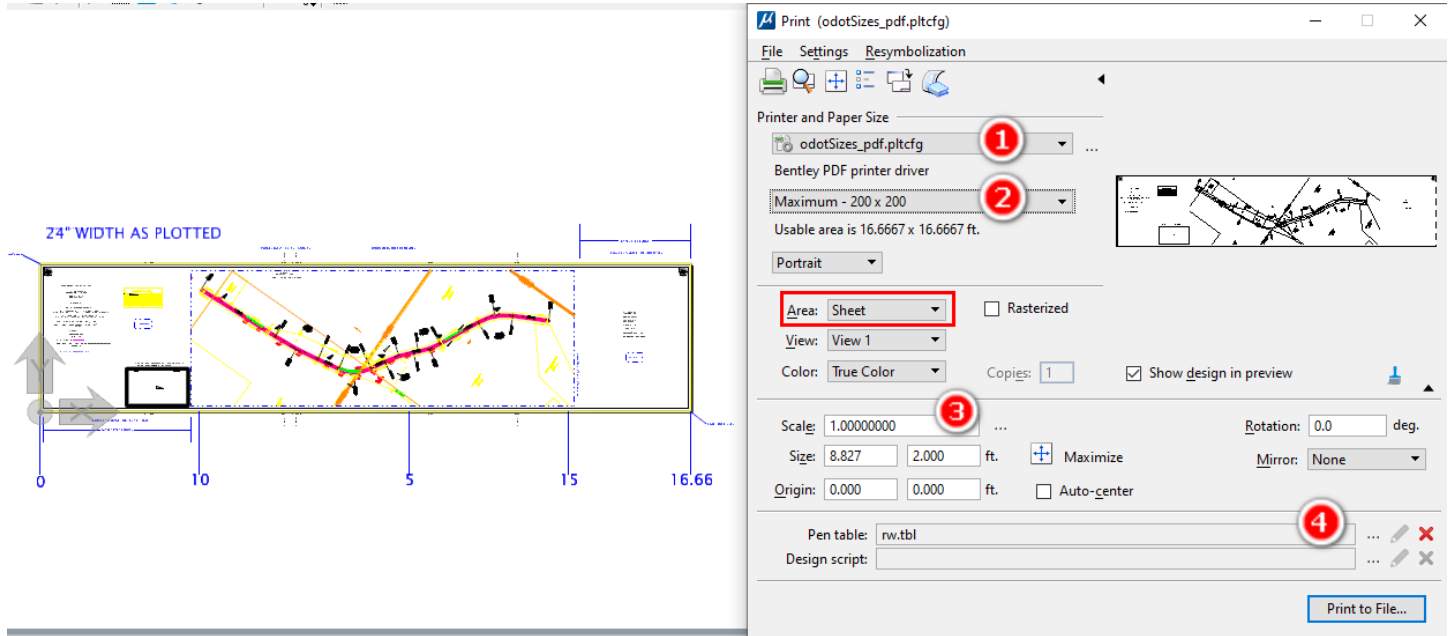 24" WIDTH AS PLOTTED
0
10
5
15
16.66
Print (odotSizes_pdf.pltcfg)
File Settings Resymbolization
Printer and Paper Size
odotSizes_pdf.pltcfg
1
...
Bentley PDF printer driver
Maximum - 200 x 200
2
Usable area is 16.6667 x 16.6667 ft.
Portrait
Area: Sheet
Rasterized
View: View 1
Color: True Color
Copies: 1
Show design in preview
3
Scale: 1.00000000 ...
Rotation: 0.0 deg.
Size: 8.827 2.000 ft.
Maximize
Mirror: None
Origin: 0.000 0.000 ft.
Auto-center
4
Pen table: rw.tbl ...
Design script: ...
Print to File...